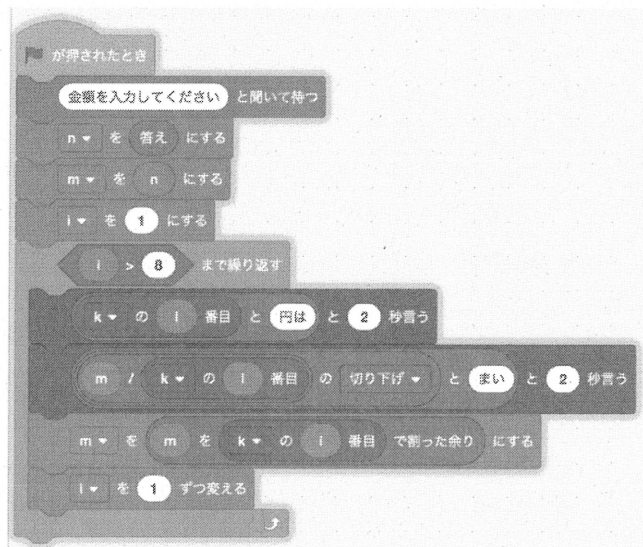 が押されたとき
金額を入力してください と聞いて待つ
n を 答え にする
m を n にする
i を 1 にする
i > 8 まで繰り返す
k の i 番目 と 円は と 2 秒言う
m / k の i 番目 の 切り下げ と まい と 2 秒言う
m を m を k の i 番目 で割った余り にする
i を 1 ずつ変える